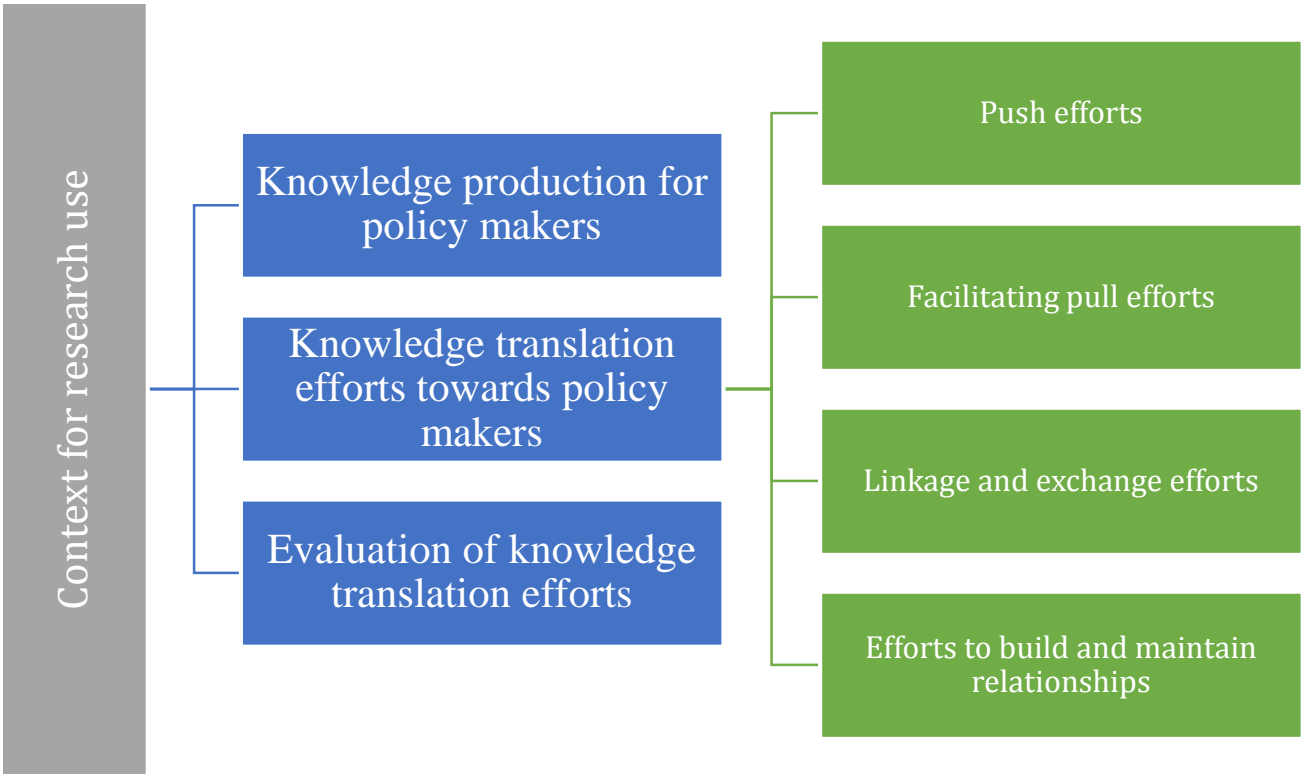 Context for research use
Knowledge production for
policy makers
Knowledge translation
efforts towards policy
makers
Evaluation of knowledge
translation efforts
Push efforts
Facilitating pull efforts
Linkage and exchange efforts
Efforts to build and maintain
relationships